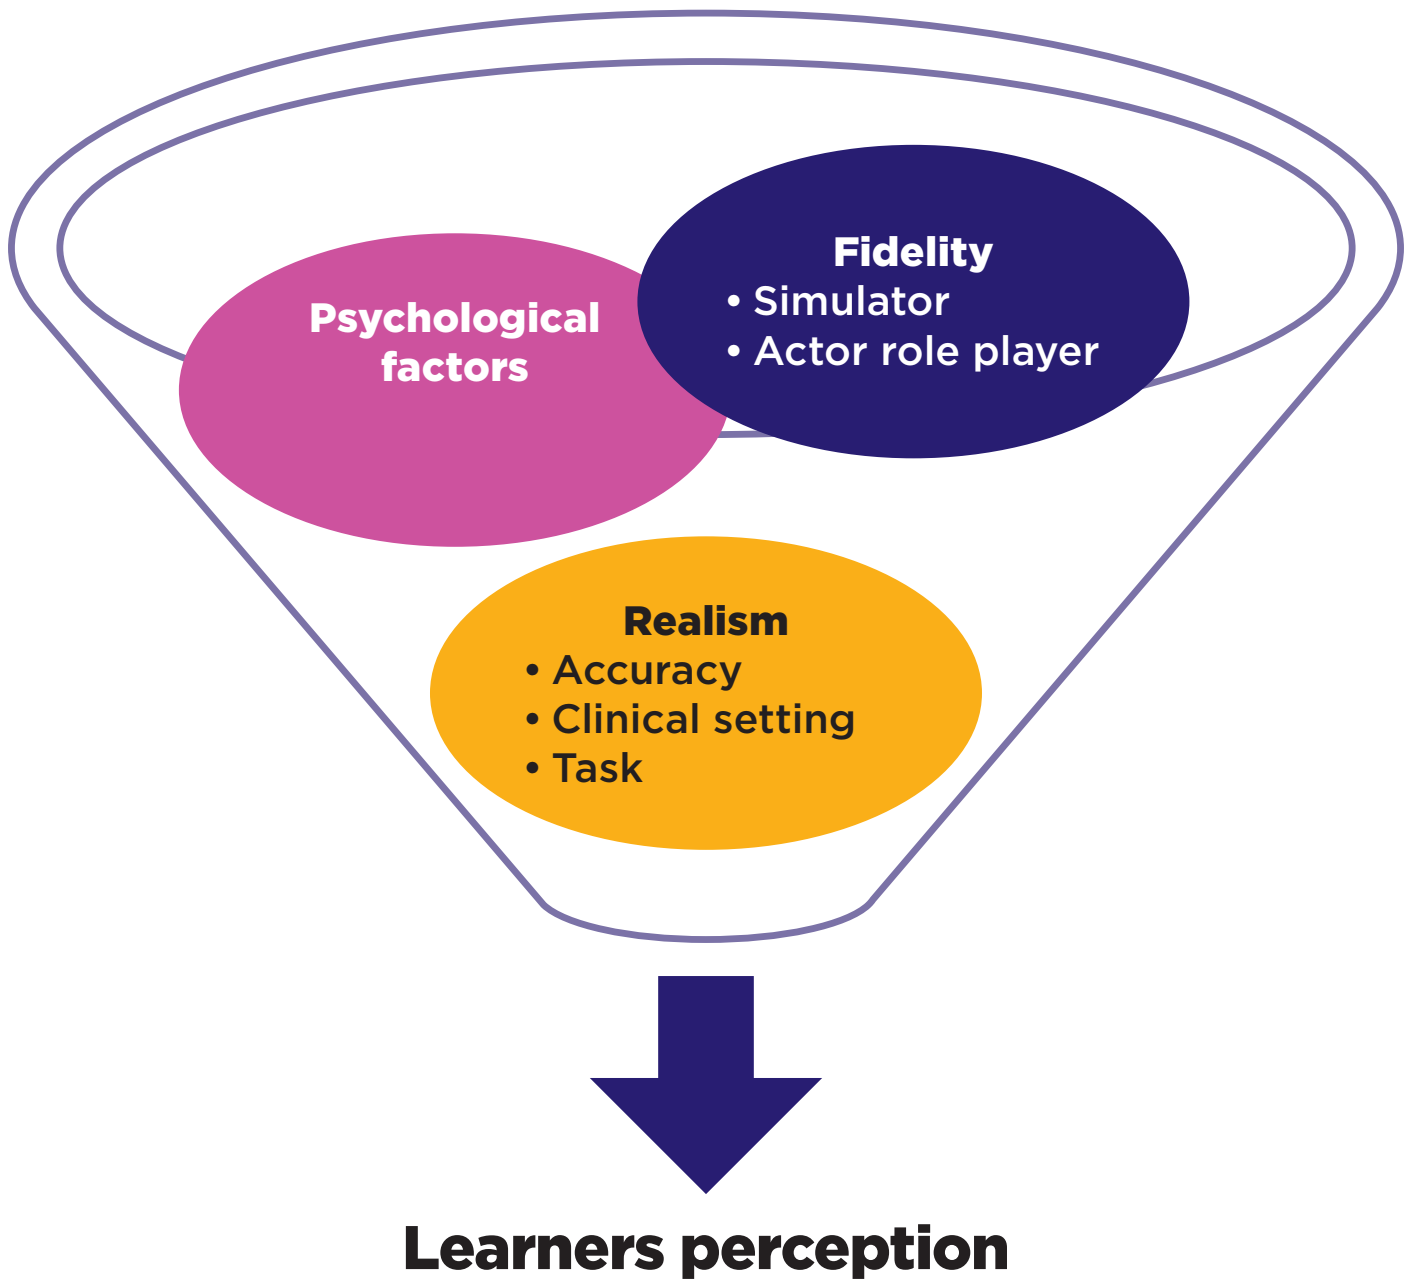 Psychological
factors
Fidelity
• Simulator
• Actor role player
Realism
• Accuracy
• Clinical setting
• Task
Learners perception